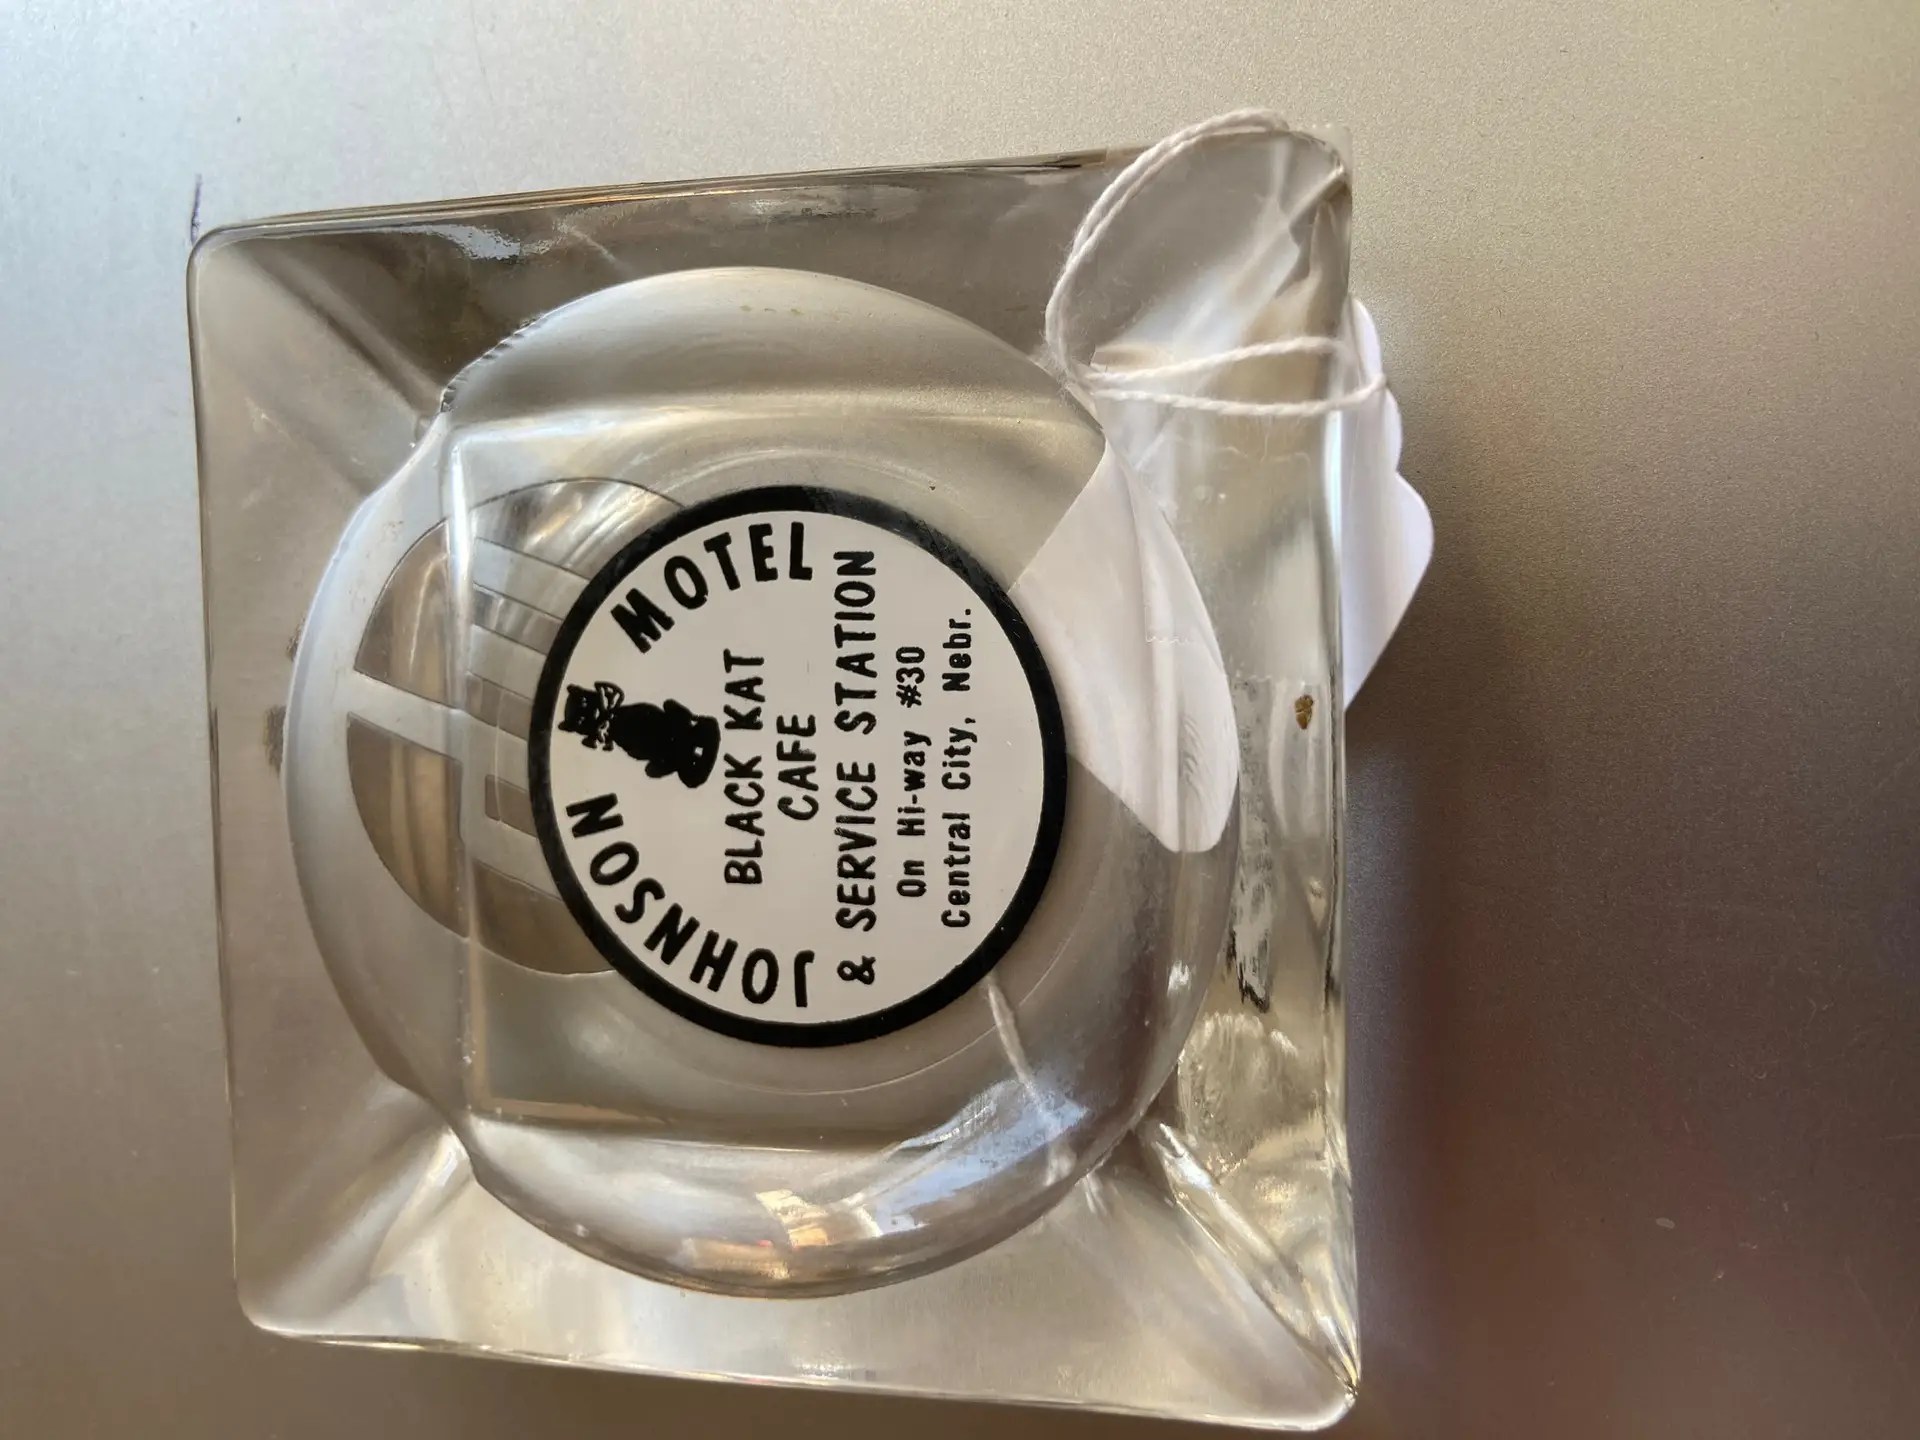 JOHNSON MOTEL
BLACK KAT
CAFE
& SERVICE STATION
On Hi-way #30
Central City, Nebr.